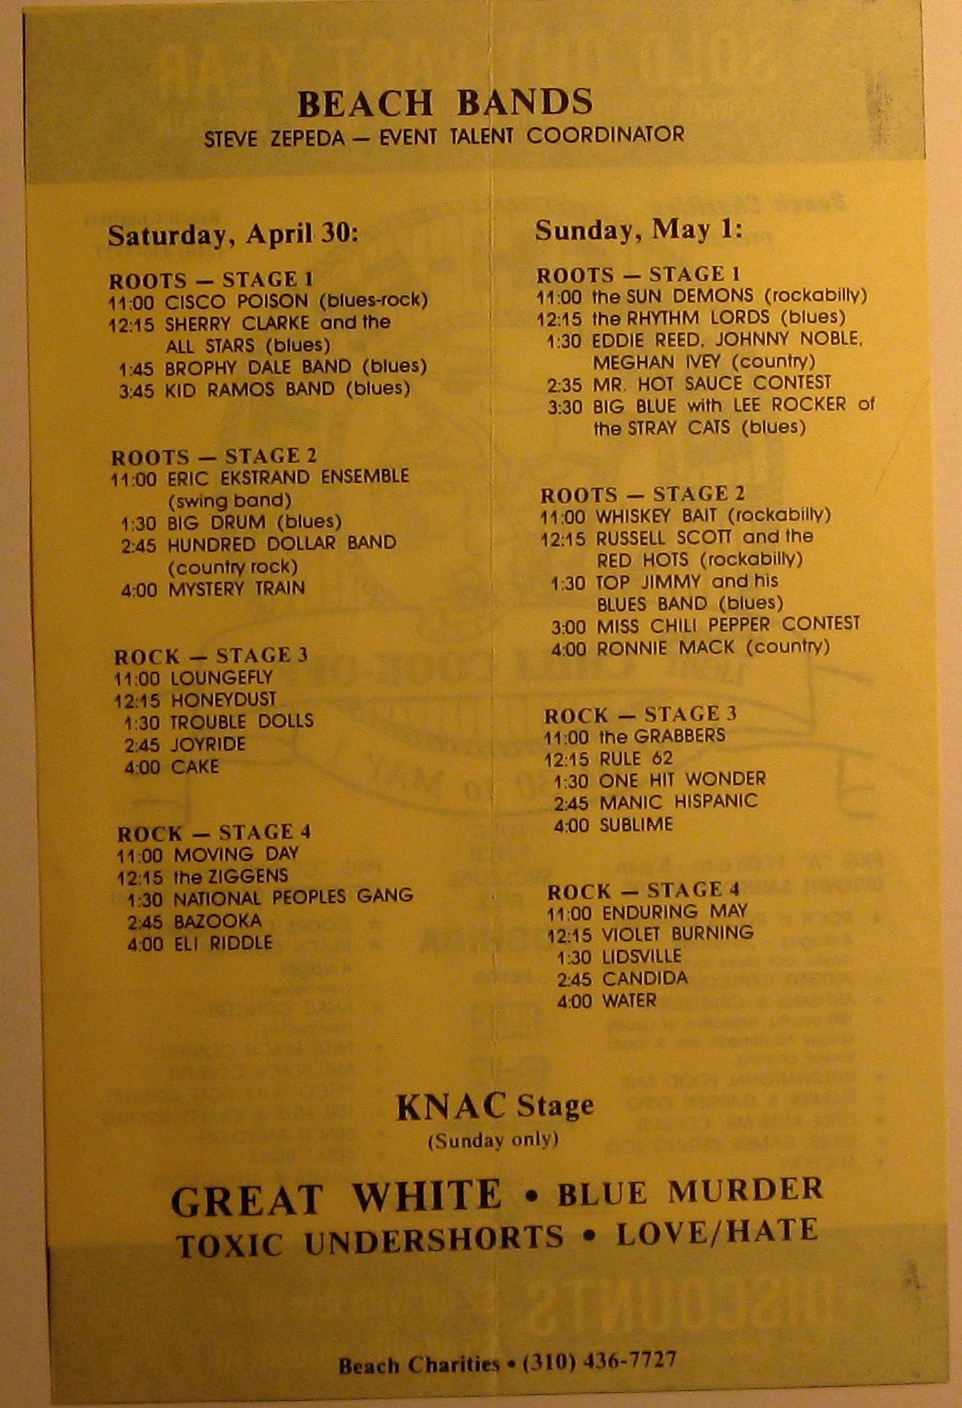 BEACH BANDS
STEVE ZEPEDA — EVENT TALENT COORDINATOR
Saturday, April 30:
ROOTS — STAGE 1
11:00 CISCO POISON (blues-rock)
12:15 SHERRY CLARKE and the
ALL STARS (blues)
1:45 BROPHY DALE BAND (blues)
3:45 KID RAMOS BAND (blues)
ROOTS — STAGE 2
11:00 ERIC EKSTRAND ENSEMBLE
(swing band)
1:30 BIG DRUM (blues)
2:45 HUNDRED DOLLAR BAND
(country rock)
4:00 MYSTERY TRAIN
ROCK — STAGE 3
11:00 LOUNGEFLY
12:15 HONEYDUST
1:30 TROUBLE DOLLS
2:45 JOYRIDE
4:00 CAKE
ROCK — STAGE 4
11:00 MOVING DAY
12:15 the ZIGGENS
1:30 NATIONAL PEOPLES GANG
2:45 BAZOOKA
4:00 ELI RIDDLE
Sunday, May 1:
ROOTS — STAGE 1
11:00 the SUN DEMONS (rockabilly)
12:15 the RHYTHM LORDS (blues)
1:30 EDDIE REED, JOHNNY NOBLE,
MEGHAN IVEY (country)
2:35 MR. HOT SAUCE CONTEST
3:30 BIG BLUE with LEE ROCKER of
the STRAY CATS (blues)
ROOTS — STAGE 2
11:00 WHISKEY BAIT (rockabilly)
12:15 RUSSELL SCOTT and the
RED HOTS (rockabilly)
1:30 TOP JIMMY and his
BLUES BAND (blues)
3:00 MISS CHILI PEPPER CONTEST
4:00 RONNIE MACK (country)
ROCK — STAGE 3
11:00 the GRABBERS
12:15 RULE 62
1:30 ONE HIT WONDER
2:45 MANIC HISPANIC
4:00 SUBLIME
ROCK — STAGE 4
11:00 ENDURING MAY
12:15 VIOLET BURNING
1:30 LIDSVILLE
2:45 CANDIDA
4:00 WATER
KNAC Stage
(Sunday only)
GREAT WHITE • BLUE MURDER
TOXIC UNDERSHORTS • LOVE/HATE
Beach Charities • (310) 436-7727